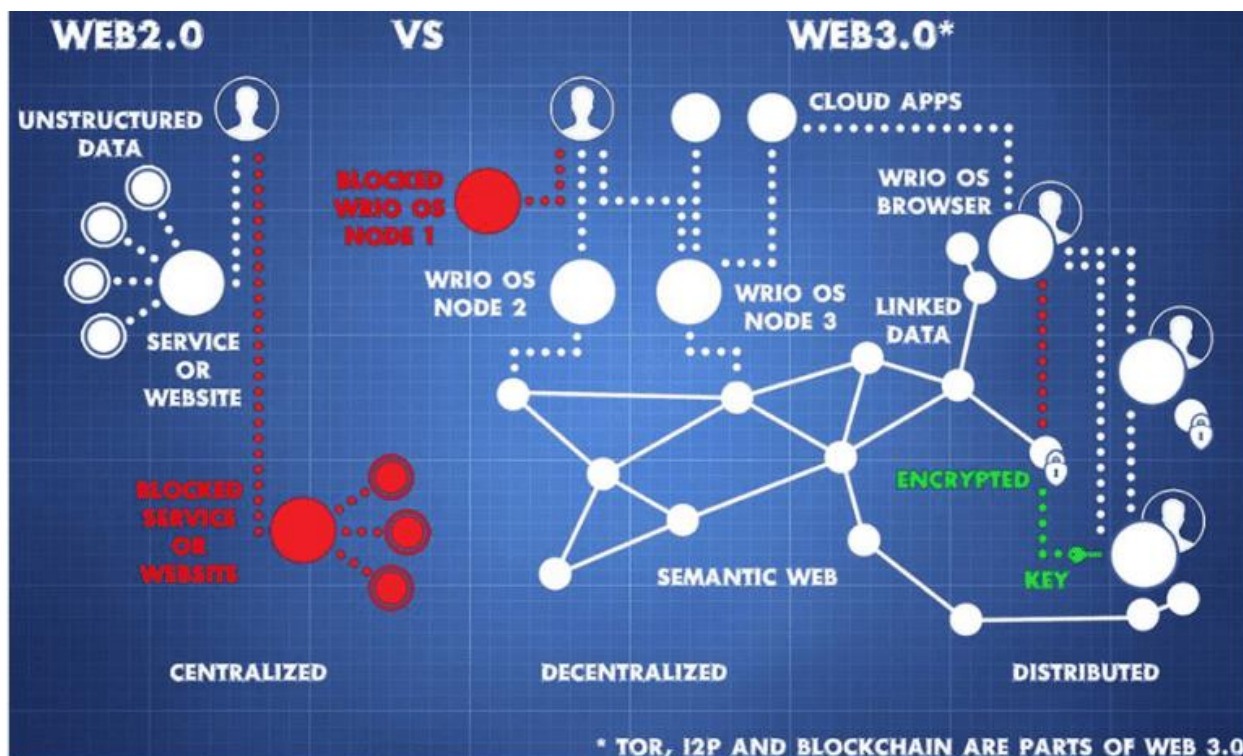 WEB2.0
VS
WEB3.0*
UNSTRUCTURED
DATA
SERVICE
OR
WEBSITE
BLOCKED
SERVICE
OR
WEBSITE
CENTRALIZED
BLOCKED
WRIO OS
NODE 1
WRIO OS
NODE 2
WRIO OS
NODE 3
CLOUD APPS
WRIO OS
BROWSER
LINKED
DATA
ENCRYPTED
KEY
SEMANTIC WEB
DECENTRALIZED
DISTRIBUTED
* TOR, I2P AND BLOCKCHAIN ARE PARTS OF WEB 3.0